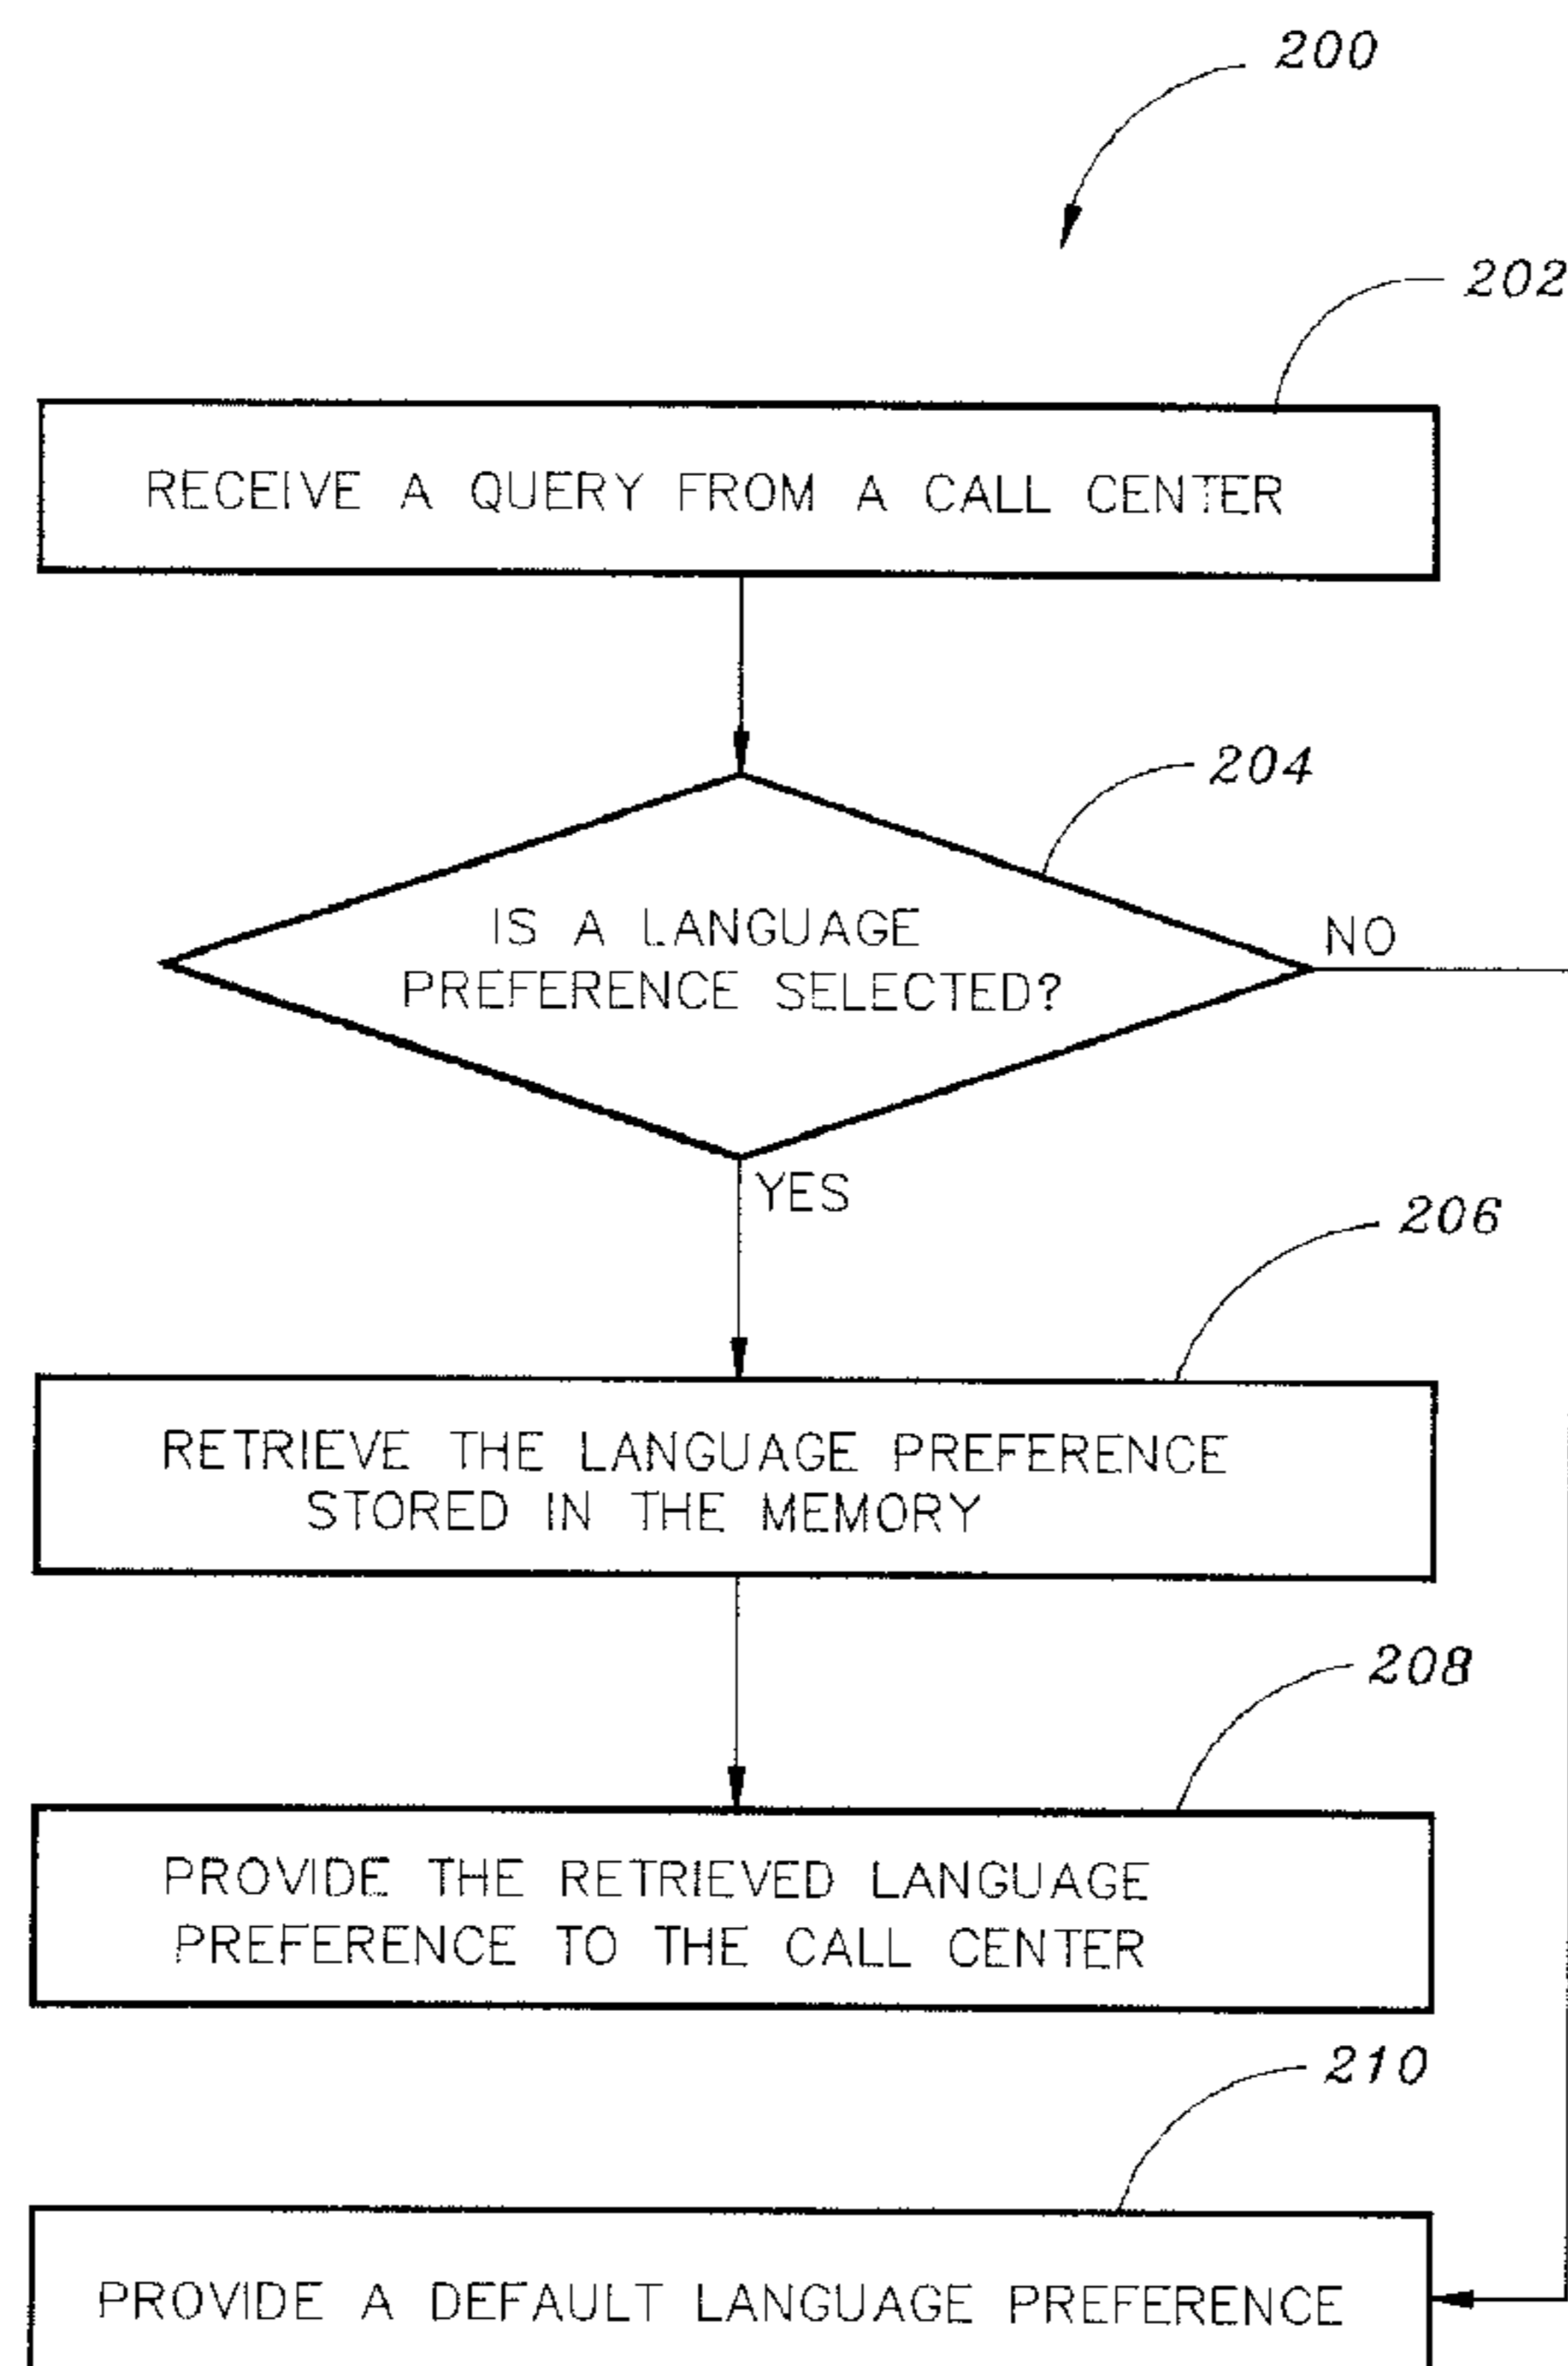 200
202
RECEIVE A QUERY FROM A CALL CENTER
204
IS A LANGUAGE
PREFERENCE SELECTED?
NO
YES
206
RETRIEVE THE LANGUAGE PREFERENCE
STORED IN THE MEMORY
208
PROVIDE THE RETRIEVED LANGUAGE
PREFERENCE TO THE CALL CENTER
210
PROVIDE A DEFAULT LANGUAGE PREFERENCE